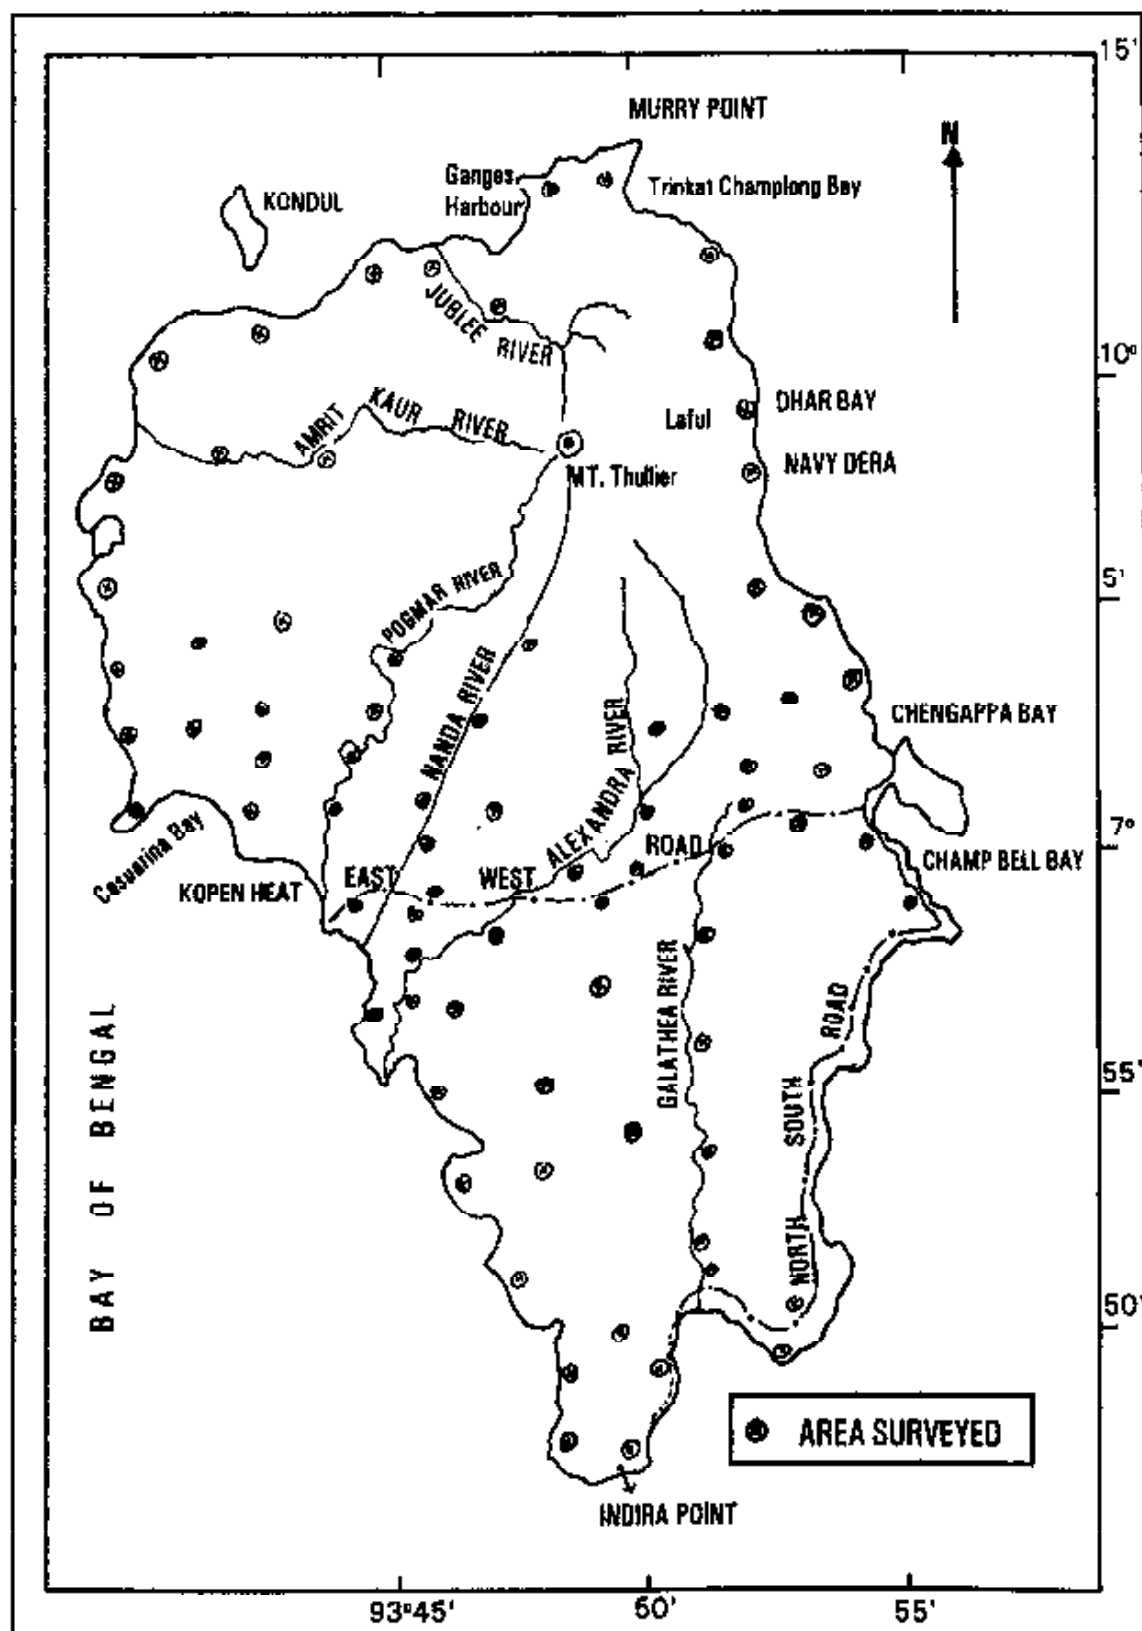 15'
MURRY POINT
N
Ganges
Harbour
Trinkat Champlong Bay
KONDUL
JUBLEE RIVER
10°
AMRIT KAUR RIVER
Laful
DHAR BAY
MT. Thullier
NAVY DERA
5'
POGMAR RIVER
NANDA RIVER
ALEXANDRA RIVER
CHENGAPPA BAY
Casuarina Bay
7°
KOPEN HEAT
EAST WEST ROAD
CHAMP BELL BAY
GALATHEA RIVER
NORTH SOUTH ROAD
BAY OF BENGAL
55'
50'
AREA SURVEYED
INDIRA POINT
93°45'
50'
55'